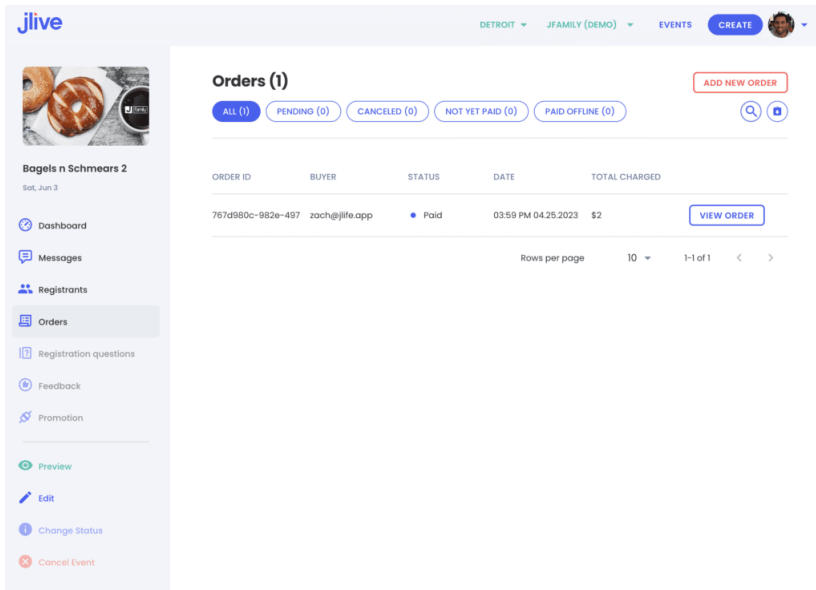 jlive
DETROIT
JFAMILY (DEMO)
EVENTS
CREATE
Bagels n Schmears 2
Sat, Jun 3
Dashboard
Messages
Registrants
Orders
Registration questions
Feedback
Promotion
Preview
Edit
Change Status
Cancel Event
Orders (1)
ADD NEW ORDER
ALL (1) PENDING (0) CANCELED (0) NOT YET PAID (0) PAID OFFLINE (0)
ORDER ID BUYER STATUS DATE TOTAL CHARGED
767d980c-982e-497 zach@jlife.app Paid 03:59 PM 04.25.2023 $2 VIEW ORDER
Rows per page 10 1-1 of 1